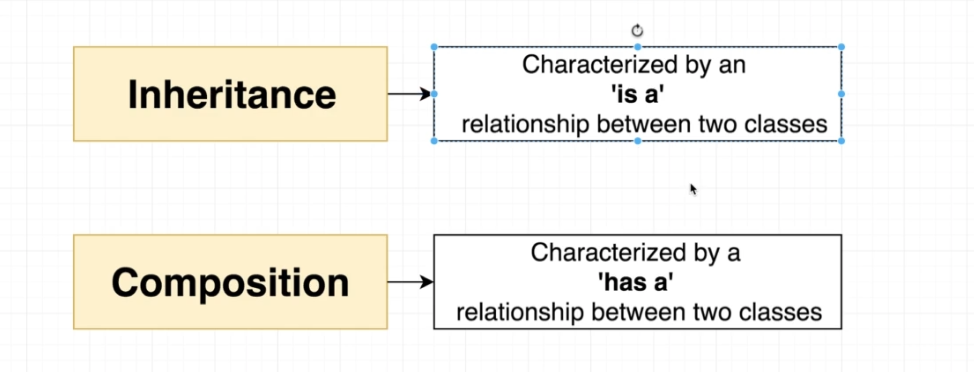 Inheritance
Characterized by an
'is a'
relationship between two classes
Composition
Characterized by a
'has a'
relationship between two classes